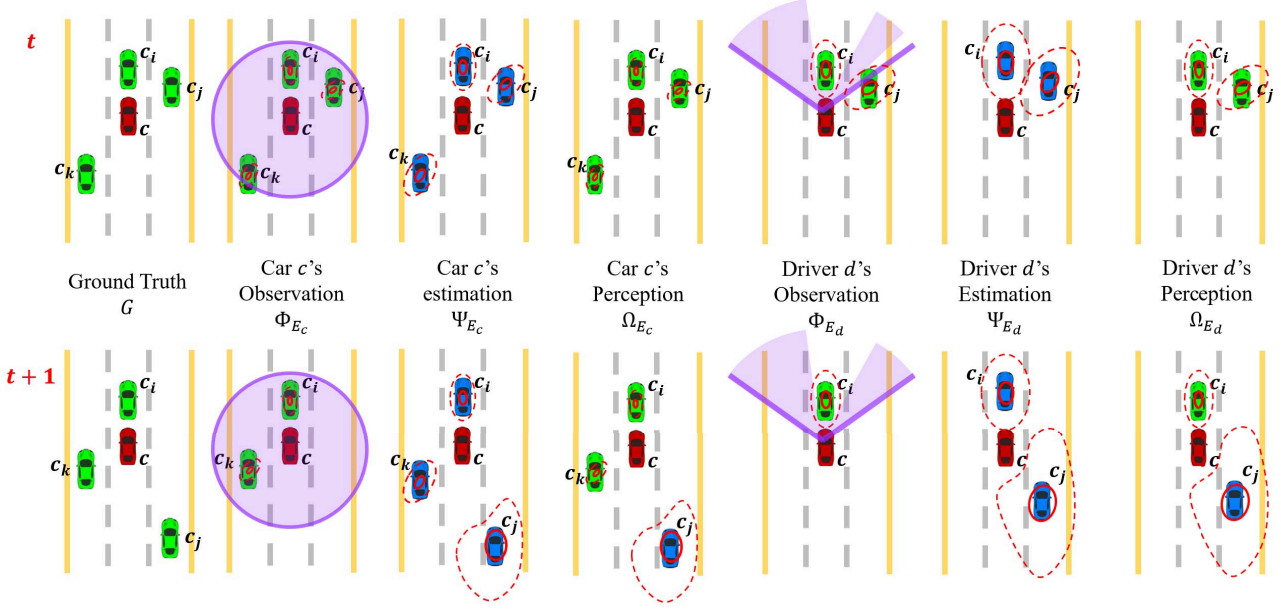 t
c_i
c_j
c
c_k
c_i
c_j
c
c_k
c_i
c_j
c
c_k
c_i
c_j
c
c_k
c_i
c_j
c
c_i
c_j
c
c_i
c_j
c
Ground Truth
G
Car c's
Observation
Φ_{E_c}
Car c's
estimation
Ψ_{E_c}
Car c's
Perception
Ω_{E_c}
Driver d's
Observation
Φ_{E_d}
Driver d's
Estimation
Ψ_{E_d}
Driver d's
Perception
Ω_{E_d}
t + 1
c_i
c_k
c
c_j
c_i
c_k
c
c_i
c_k
c
c_j
c_i
c_k
c
c_j
c_i
c
c_i
c
c_j
c_i
c
c_j